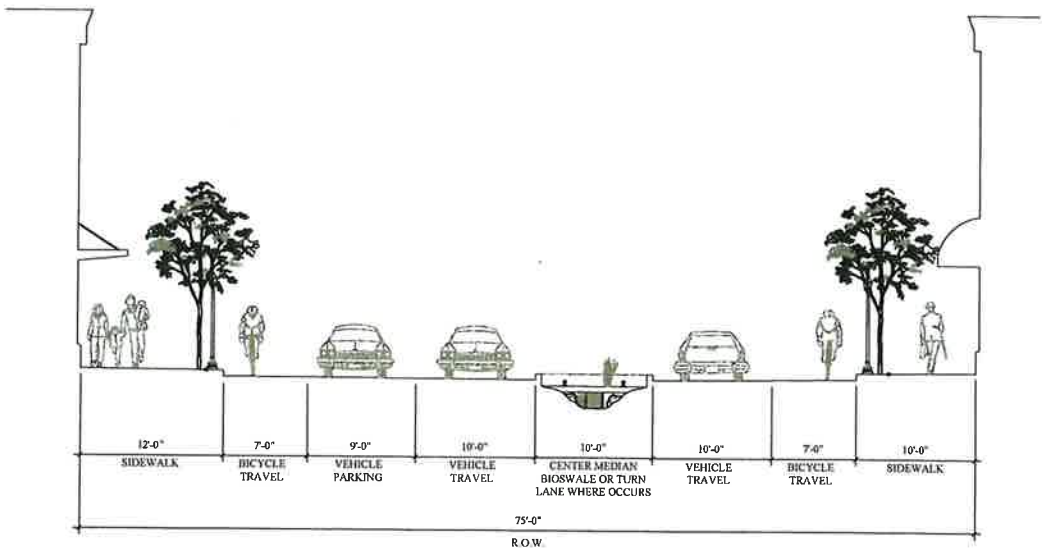 12'-0" 7'-0" 9'-0" 10'-0" 10'-0" 10'-0" 7'-0" 10'-0"
SIDEWALK
BICYCLE
TRAVEL
VEHICLE
PARKING
VEHICLE
TRAVEL
CENTER MEDIAN
BIOSWALE OR TURN
LANE WHERE OCCURS
VEHICLE
TRAVEL
BICYCLE
TRAVEL
SIDEWALK
75'-0"
R.O.W.